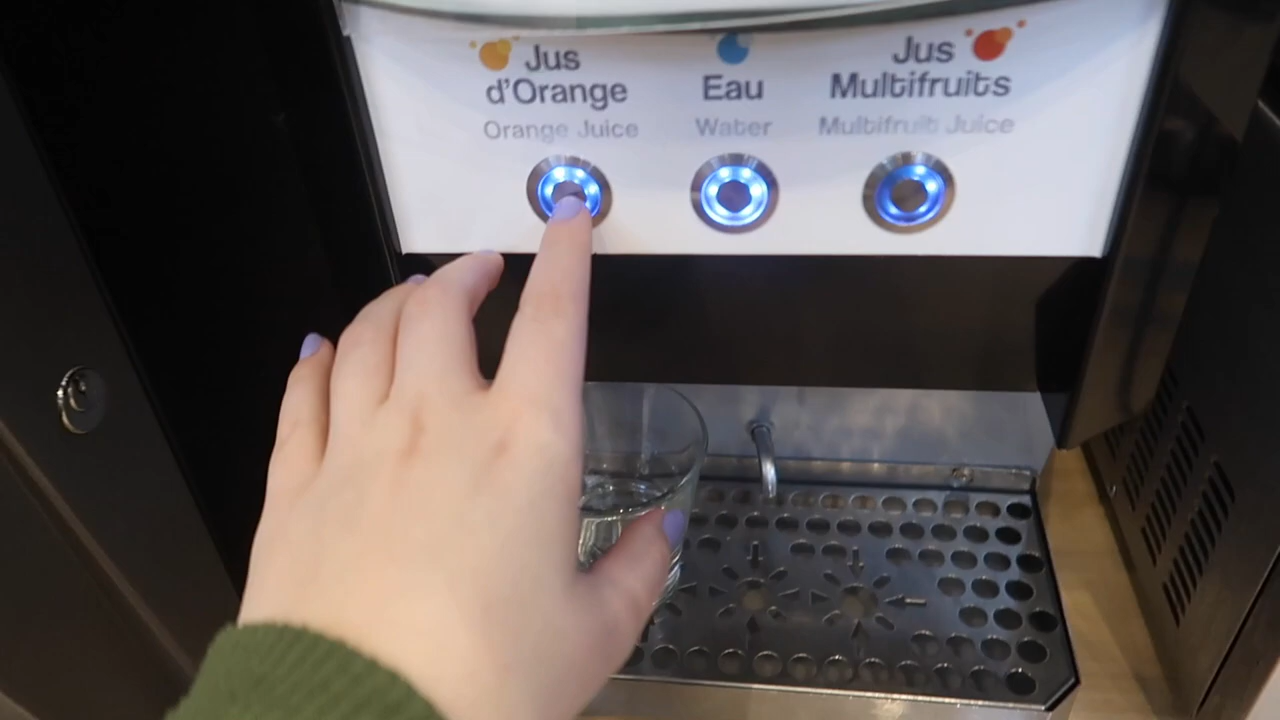 Jus
d'Orange
Orange Juice
Eau
Water
Jus
Multifruits
Multifruit Juice